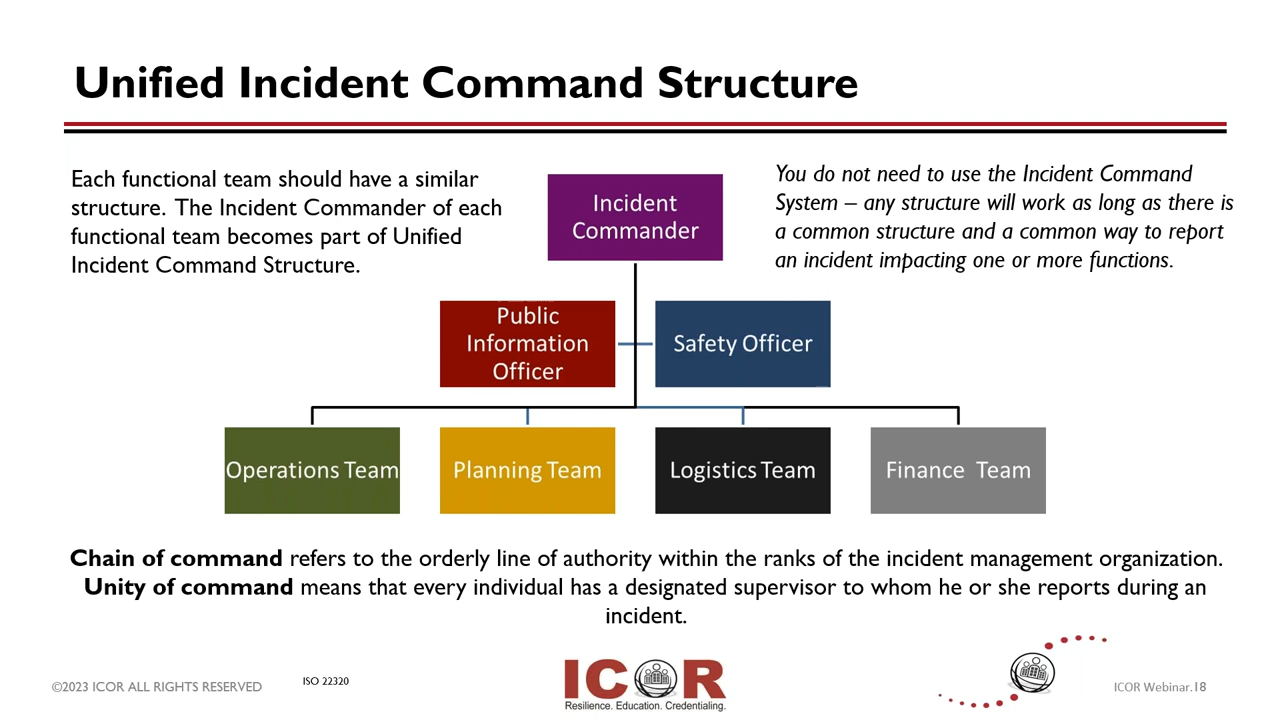 Unified Incident Command Structure
Each functional team should have a similar
structure. The Incident Commander of each
functional team becomes part of Unified
Incident Command Structure.
Incident
Commander
You do not need to use the Incident Command
System – any structure will work as long as there is
a common structure and a common way to report
an incident impacting one or more functions.
Public
Information
Officer
Safety Officer
Operations Team
Planning Team
Logistics Team
Finance Team
Chain of command refers to the orderly line of authority within the ranks of the incident management organization.
Unity of command means that every individual has a designated supervisor to whom he or she reports during an
incident.
©2023 ICOR ALL RIGHTS RESERVED
ISO 22320
ICOR
Resilience. Education. Credentialing.
ICOR Webinar.18